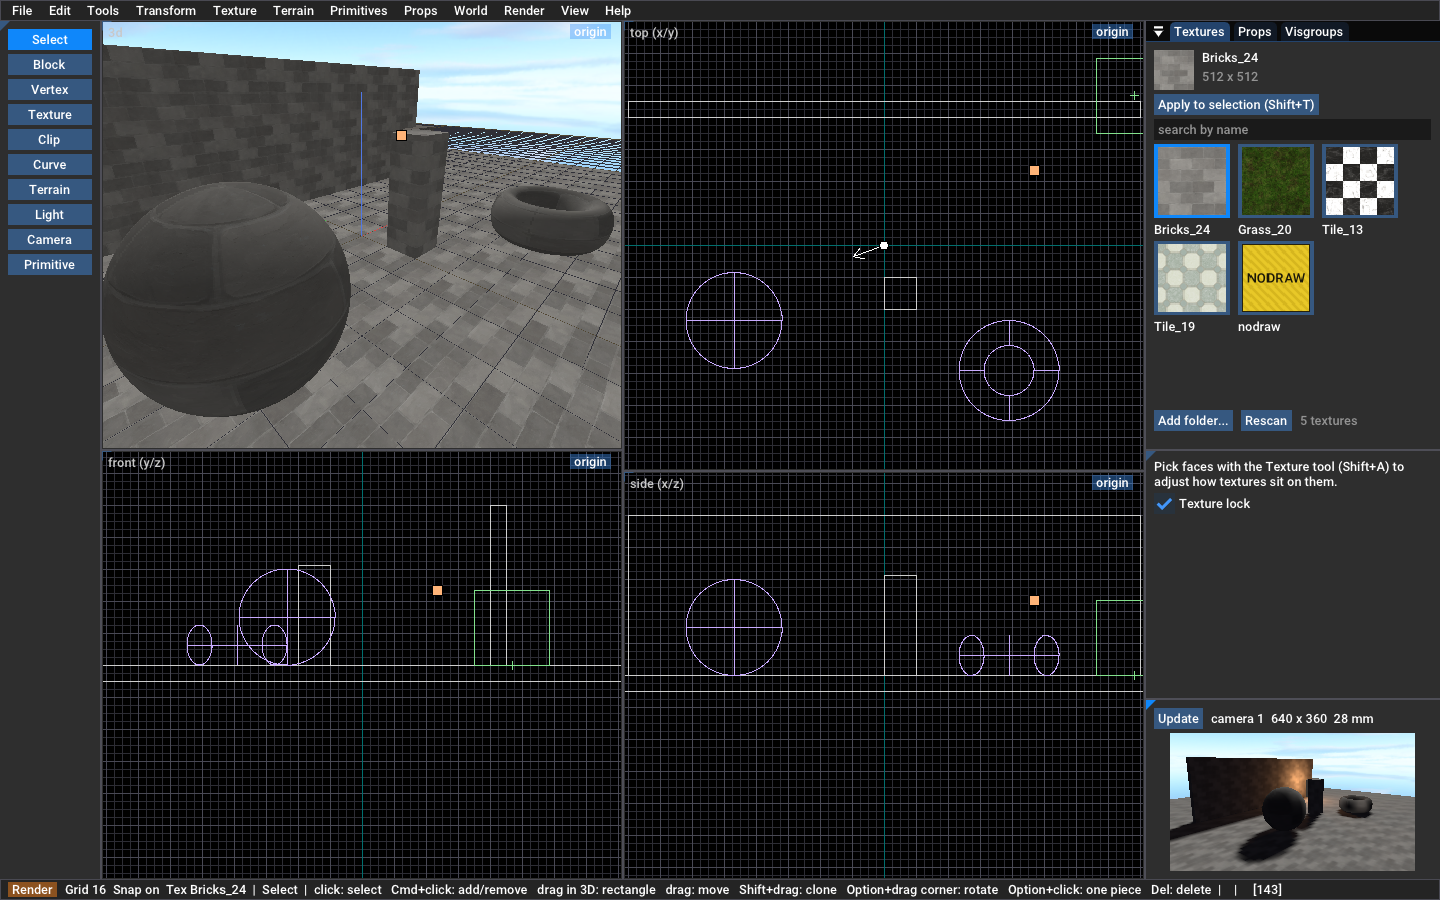 File Edit Tools Transform Texture Terrain Primitives Props World Render View Help
Select
Block
Vertex
Texture
Clip
Curve
Terrain
Light
Camera
Primitive
3d
origin
top (x/y)
origin
front (y/z)
origin
side (x/z)
origin
Textures Props Visgroups
Bricks_24
512 x 512
Apply to selection (Shift+T)
search by name
Bricks_24 Grass_20 Tile_13
NODRAW
Tile_19 nodraw
Add folder... Rescan 5 textures
Pick faces with the Texture tool (Shift+A) to
adjust how textures sit on them.
Texture lock
Update camera 1 640 x 360 28 mm
Render Grid 16 Snap on Tex Bricks_24 | Select | click: select Cmd+click: add/remove drag in 3D: rectangle drag: move Shift+drag: clone Option+drag corner: rotate Option+click: one piece Del: delete | | [143]